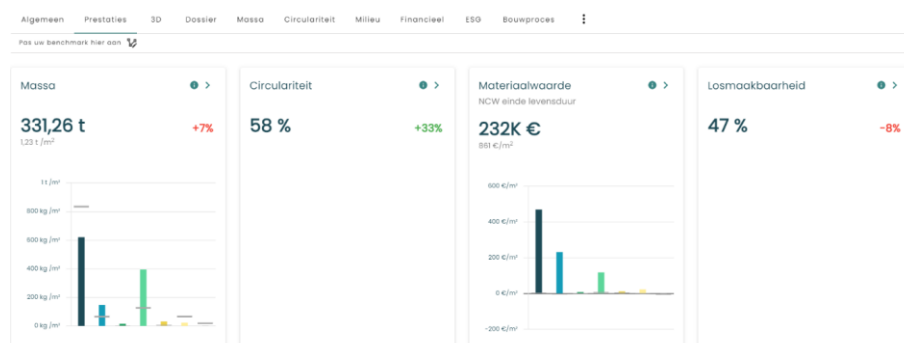 Algemeen Prestaties 3D Dossier Massa Circulariteit Milieu Financieel ESG Bouwproces
Pas uw benchmark hier aan
Massa
331,26 t
+7%
1,23 t /m²
1 t /m²
800 kg /m²
600 kg /m²
400 kg /m²
200 kg /m²
0 kg /m²
Circulariteit
58 %
+33%
Materiaalwaarde
NCW einde levensduur
232K €
861 €/m²
600 €/m²
400 €/m²
200 €/m²
0 €/m²
-200 €/m²
Losmaakbaarheid
47 %
-8%